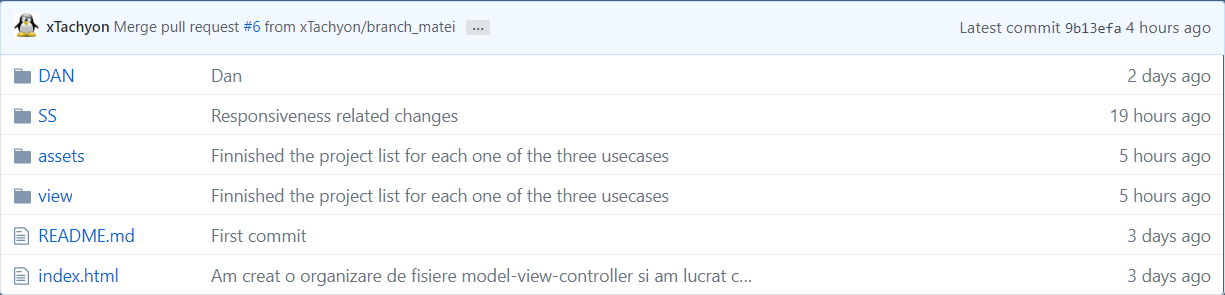 xTachyon Merge pull request #6 from xTachyon/branch_matei ... Latest commit 9b13efa 4 hours ago
DAN Dan 2 days ago
SS Responsiveness related changes 19 hours ago
assets Finnished the project list for each one of the three usecases 5 hours ago
view Finnished the project list for each one of the three usecases 5 hours ago
README.md First commit 3 days ago
index.html Am creat o organizare de fisiere model-view-controller si am lucrat c... 3 days ago